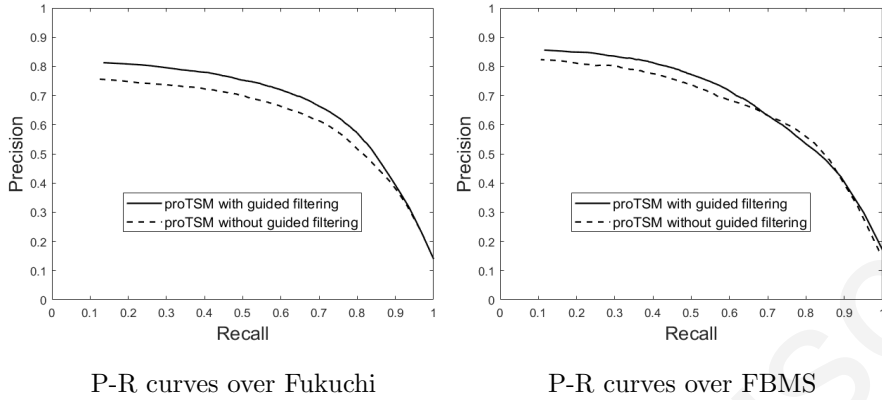 1
0.9
0.8
0.7
0.6
0.5
0.4
0.3
0.2
0.1
0
Precision
proTSM with guided filtering
proTSM without guided filtering
0 0.1 0.2 0.3 0.4 0.5 0.6 0.7 0.8 0.9 1
Recall
P-R curves over Fukuchi
1
0.9
0.8
0.7
0.6
0.5
0.4
0.3
0.2
0.1
0
Precision
proTSM with guided filtering
proTSM without guided filtering
0 0.1 0.2 0.3 0.4 0.5 0.6 0.7 0.8 0.9 1
Recall
P-R curves over FBMS